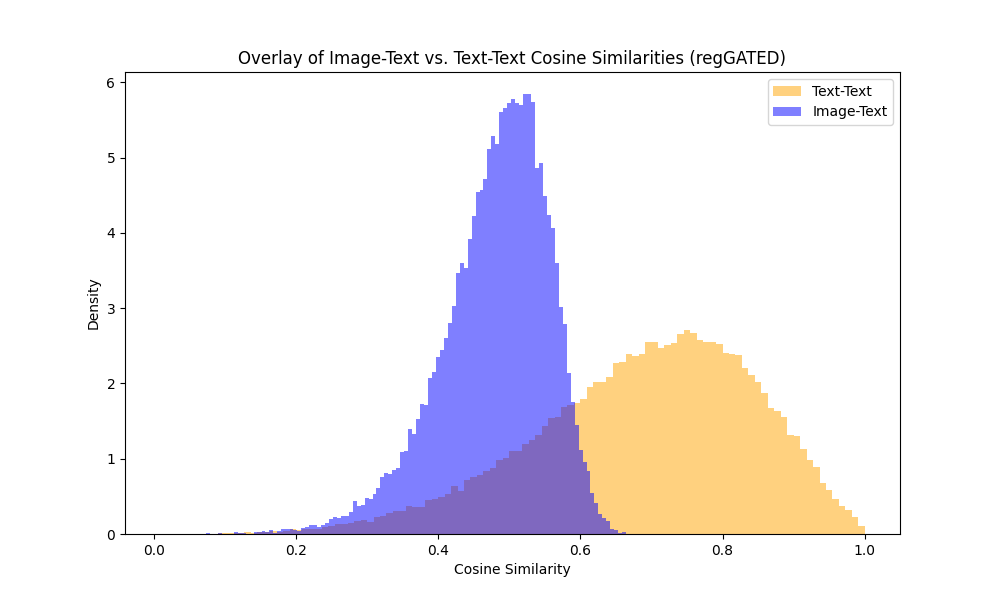 Overlay of Image-Text vs. Text-Text Cosine Similarities (regGATED)
Text-Text
Image-Text
6
5
4
3
2
1
0
Density
0.0 0.2 0.4 0.6 0.8 1.0
Cosine Similarity